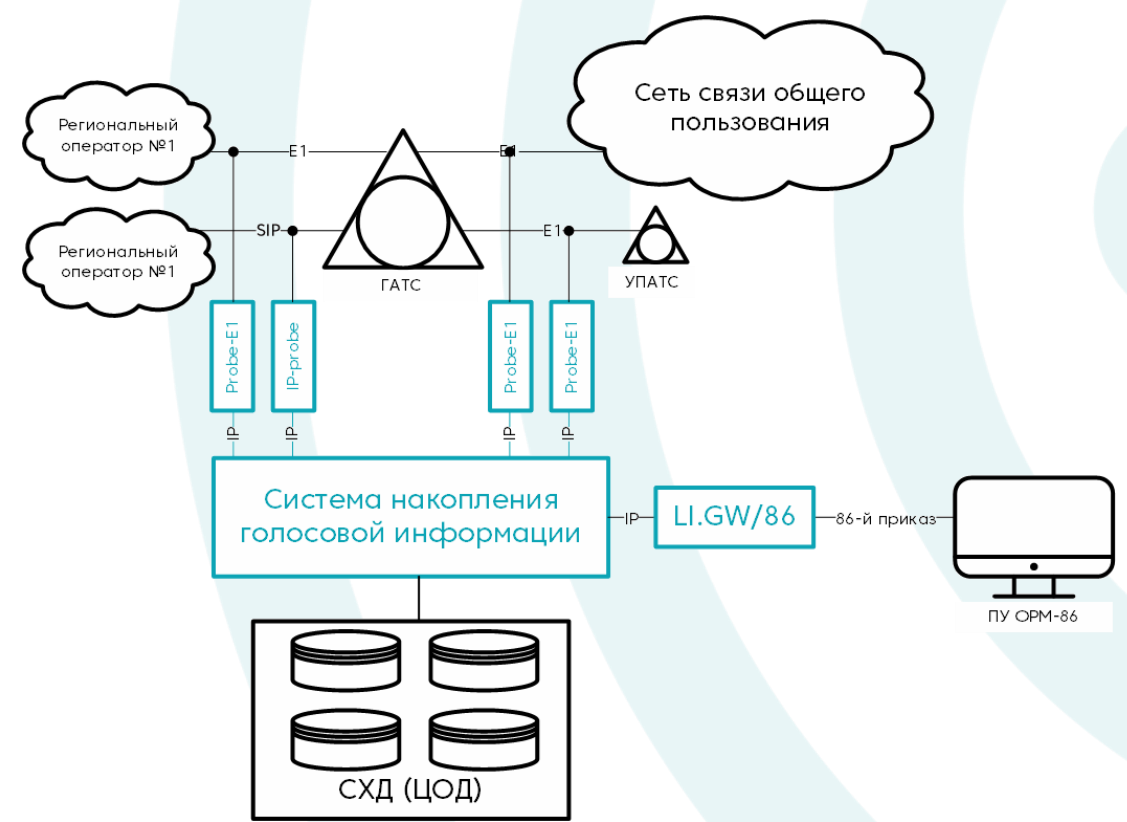 Сеть связи общего
пользования
Региональный
оператор №1
E1
E1
Региональный
оператор №1
SIP
E1
ГАТС
УПАТС
Probe-E1
IP-probe
Probe-E1
Probe-E1
IP
IP
IP
IP
Система накопления
голосовой информации
IP
LI.GW/86
86-й приказ
ПУ ОРМ-86
СХД (ЦОД)